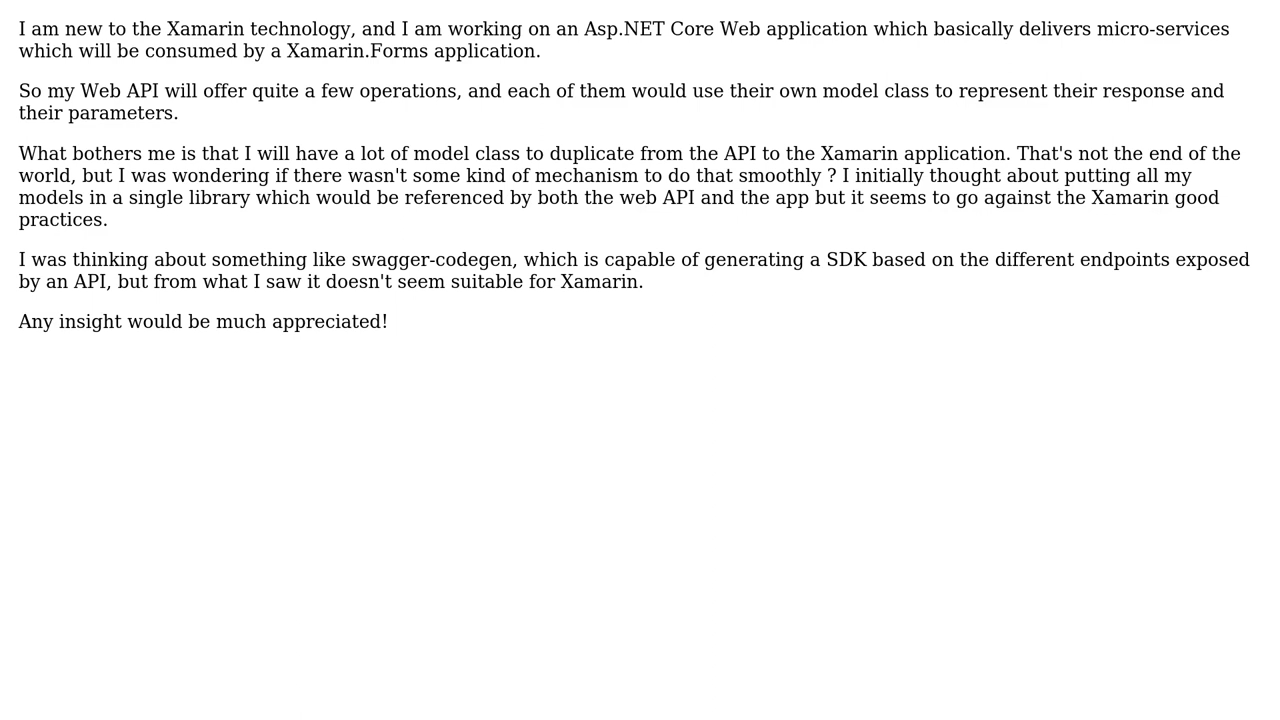 I am new to the Xamarin technology, and I am working on an Asp.NET Core Web application which basically delivers micro-services
which will be consumed by a Xamarin.Forms application.
So my Web API will offer quite a few operations, and each of them would use their own model class to represent their response and
their parameters.
What bothers me is that I will have a lot of model class to duplicate from the API to the Xamarin application. That's not the end of the
world, but I was wondering if there wasn't some kind of mechanism to do that smoothly ? I initially thought about putting all my
models in a single library which would be referenced by both the web API and the app but it seems to go against the Xamarin good
practices.
I was thinking about something like swagger-codegen, which is capable of generating a SDK based on the different endpoints exposed
by an API, but from what I saw it doesn't seem suitable for Xamarin.
Any insight would be much appreciated!